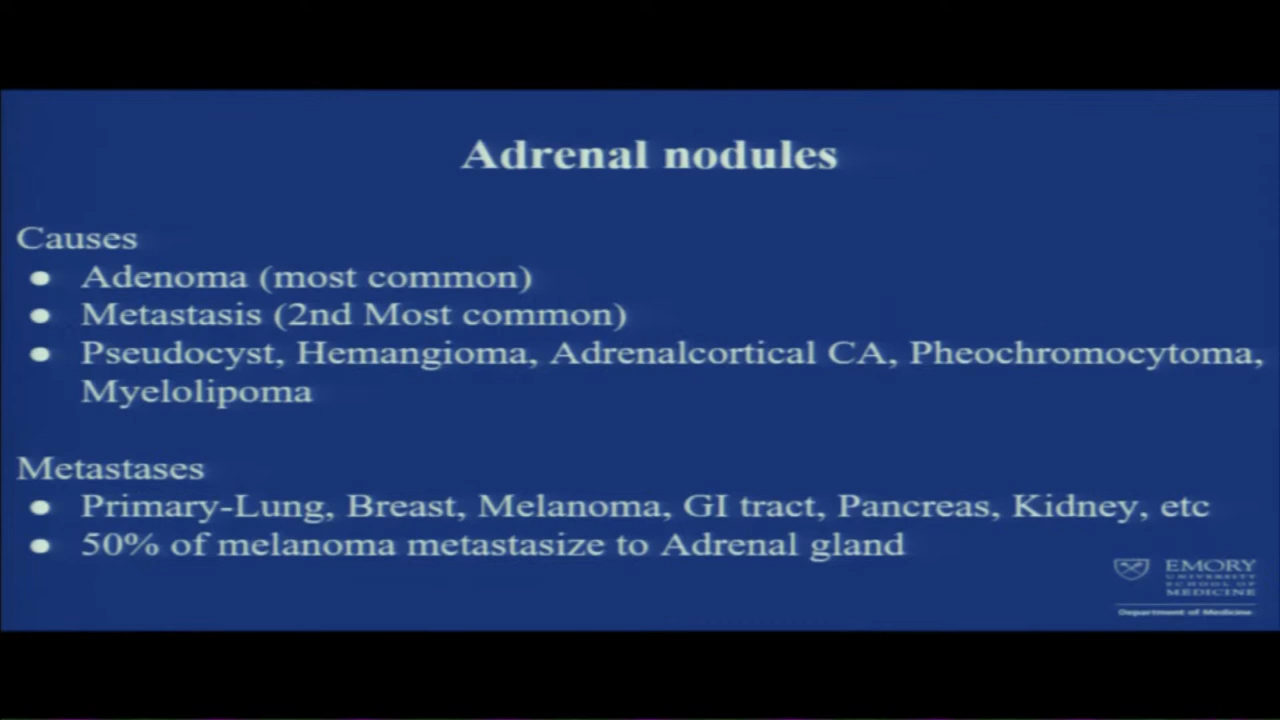 Adrenal nodules
Causes
● Adenoma (most common)
● Metastasis (2nd Most common)
● Pseudocyst, Hemangioma, Adrenalcortical CA, Pheochromocytoma,
Myelolipoma
Metastases
● Primary-Lung, Breast, Melanoma, GI tract, Pancreas, Kidney, etc
● 50% of melanoma metastasize to Adrenal gland
EMORY
UNIVERSITY
SCHOOL OF
MEDICINE
Department of Medicine